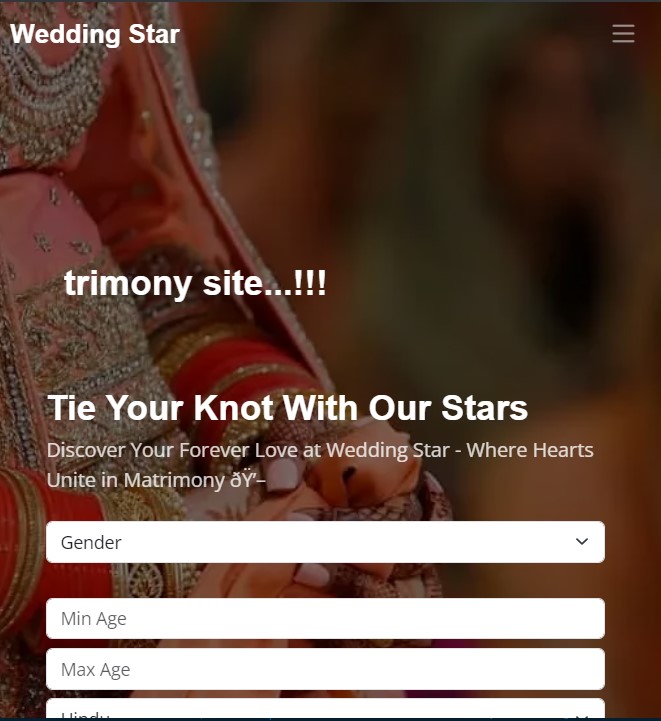 Wedding Star
trimony site...!!!
Tie Your Knot With Our Stars
Discover Your Forever Love at Wedding Star - Where Hearts
Unite in Matrimony ðŸ’–
Gender
Min Age
Max Age
Hindu